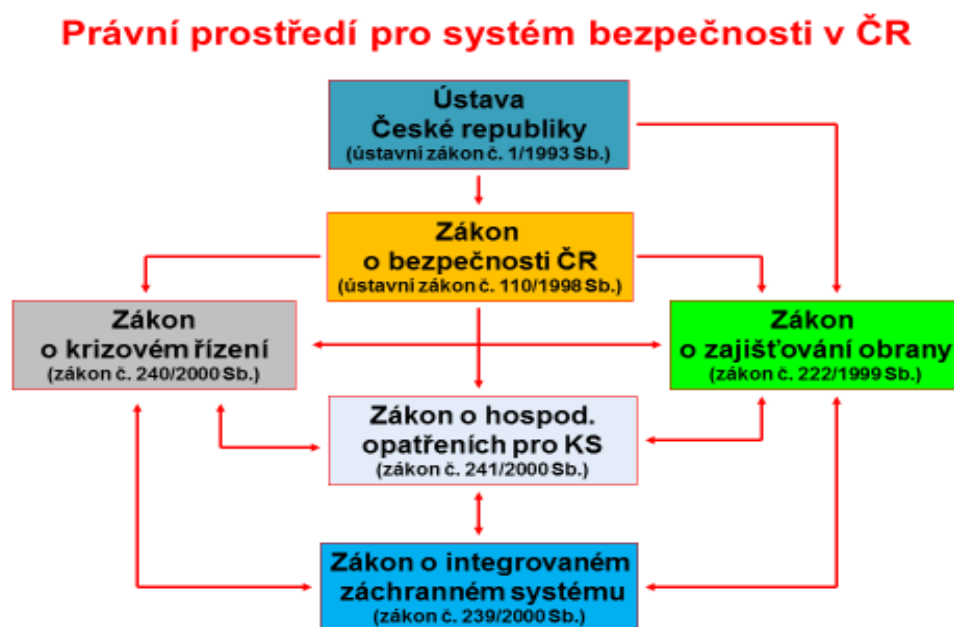 Právní prostředí pro systém bezpečnosti v ČR
Ústava
České republiky
(ústavní zákon č. 1/1993 Sb.)
Zákon
o bezpečnosti ČR
(ústavní zákon č. 110/1998 Sb.)
Zákon
o krizovém řízení
(zákon č. 240/2000 Sb.)
Zákon
o zajišťování obrany
(zákon č. 222/1999 Sb.)
Zákon o hospod.
opatřeních pro KS
(zákon č. 241/2000 Sb.)
Zákon o integrovaném
záchranném systému
(zákon č. 239/2000 Sb.)